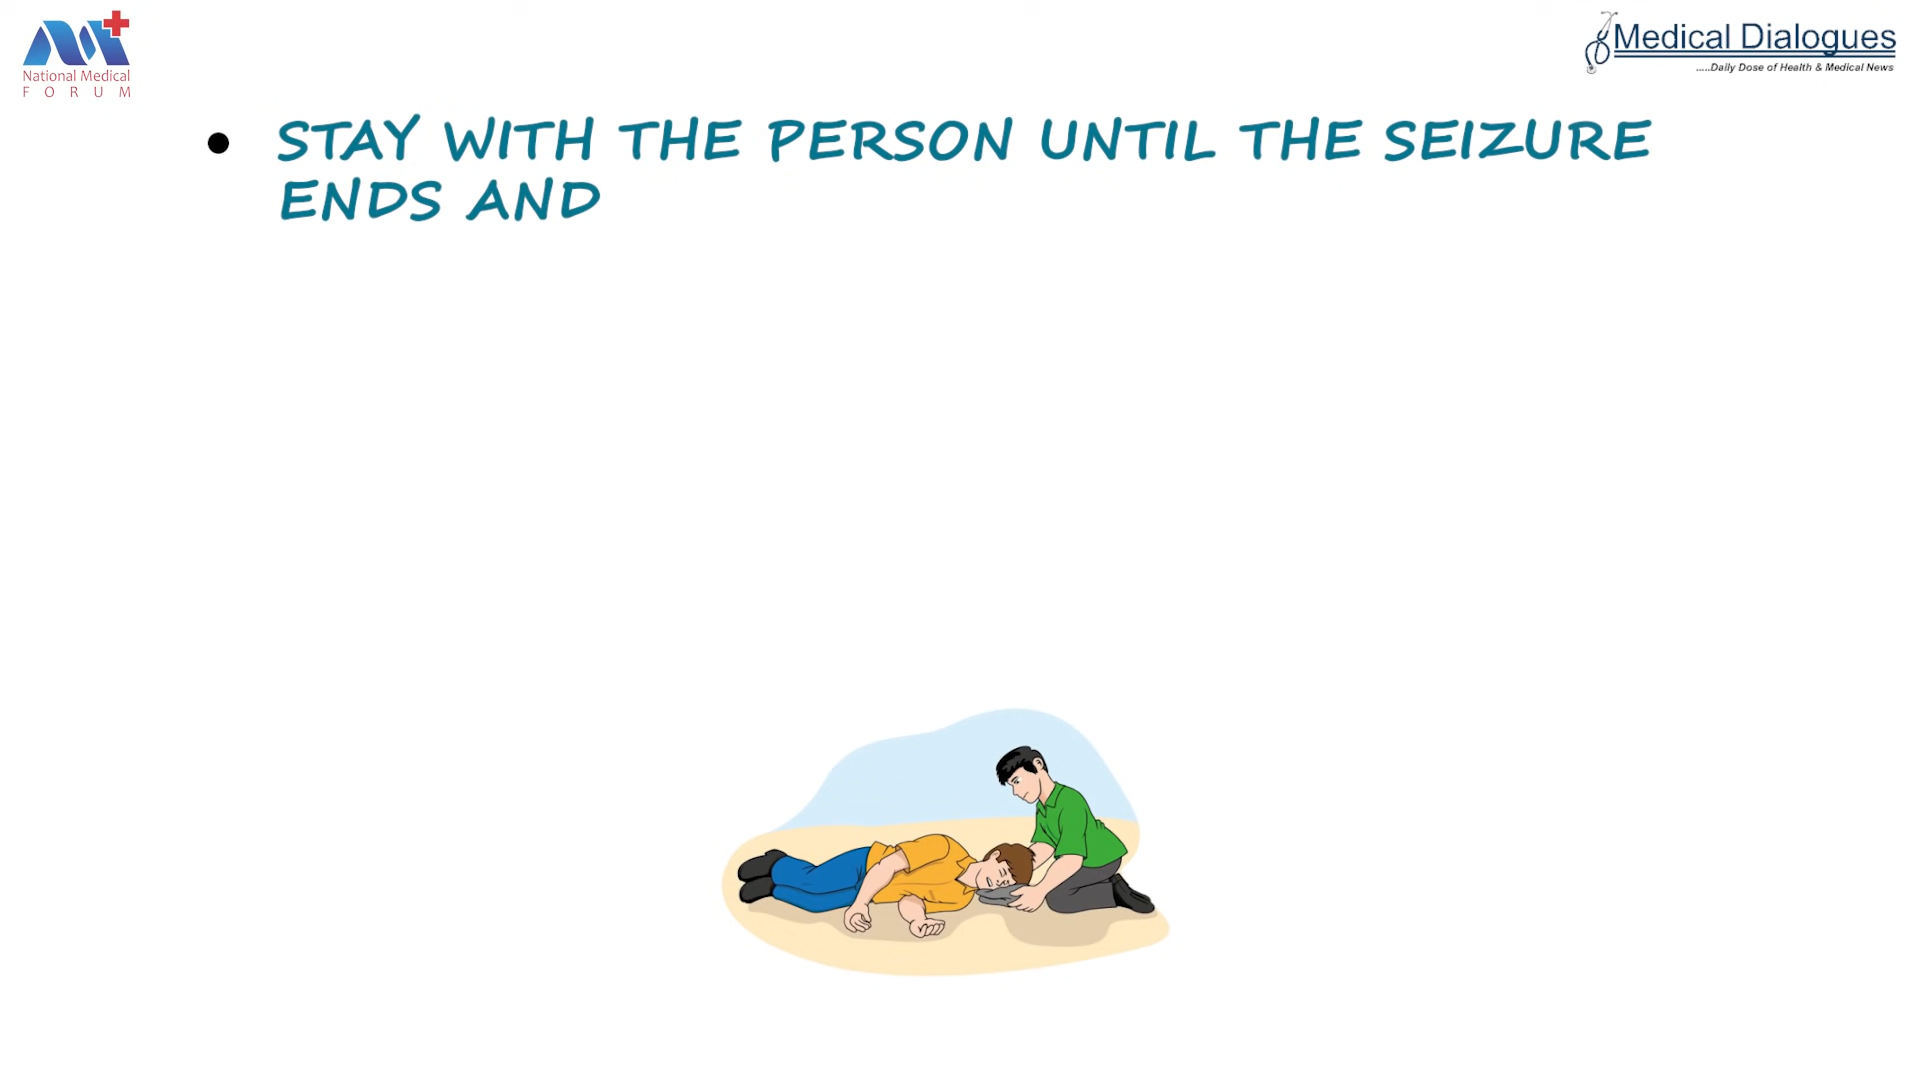 National Medical
FORUM
Medical Dialogues
.....Daily Dose of Health & Medical News
• STAY WITH THE PERSON UNTIL THE SEIZURE
ENDS AND